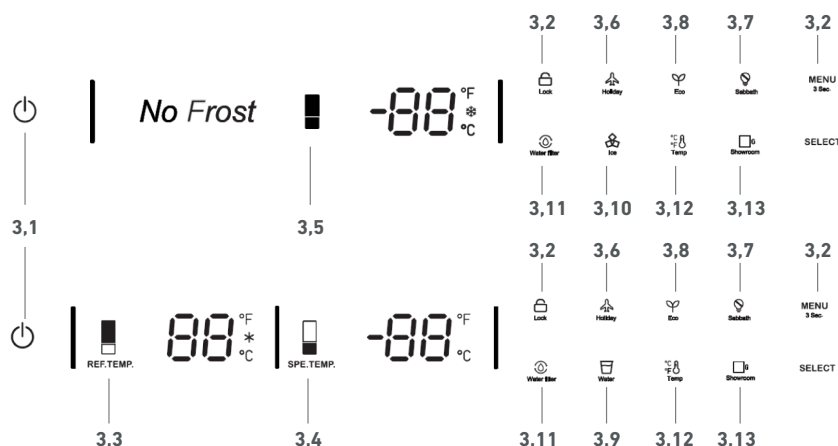 3,2 3,6 3,8 3,7 3,2
Lock Holiday Eco Sabbath MENU
3 Sec.
No Frost -88 °F °C
Water filter Ice °C °F Temp G Showroom SELECT
3,11 3,10 3,12 3,13
3,1 3,5
3,2 3,6 3,8 3,7 3,2
Lock Holiday Eco Sabbath MENU
3 Sec.
88 °F °C -88 °F °C
REF.TEMP. SPE.TEMP.
Water filter Water °C °F Temp G Showroom SELECT
3,3 3,4 3,11 3,9 3,12 3,13